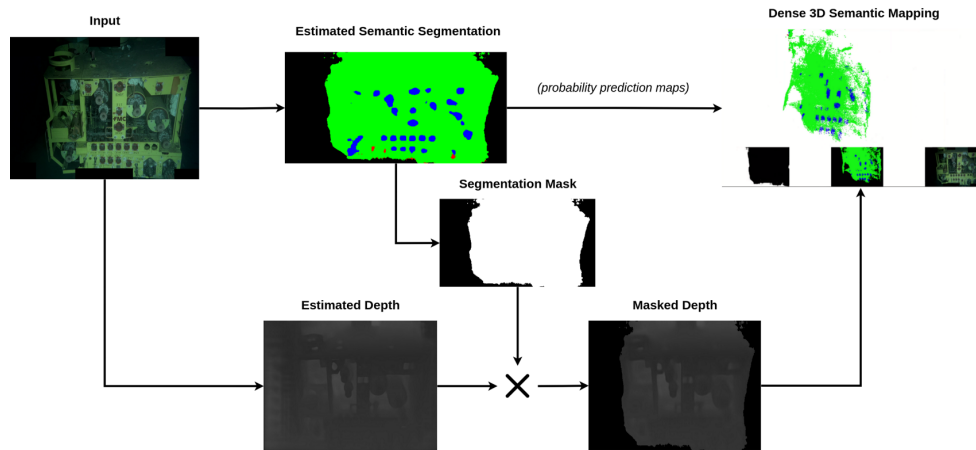 Input
Estimated Semantic Segmentation
Dense 3D Semantic Mapping
(probability prediction maps)
Segmentation Mask
Estimated Depth
Masked Depth